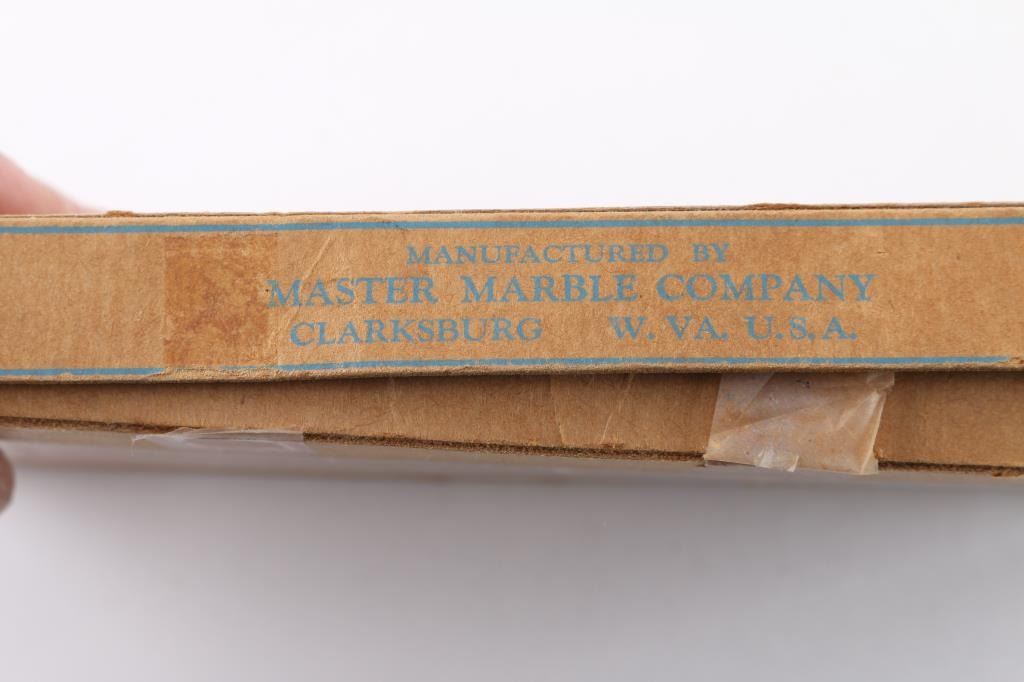 MANUFACTURED BY
MASTER MARBLE COMPANY
CLARKSBURG W. VA. U.S.A.